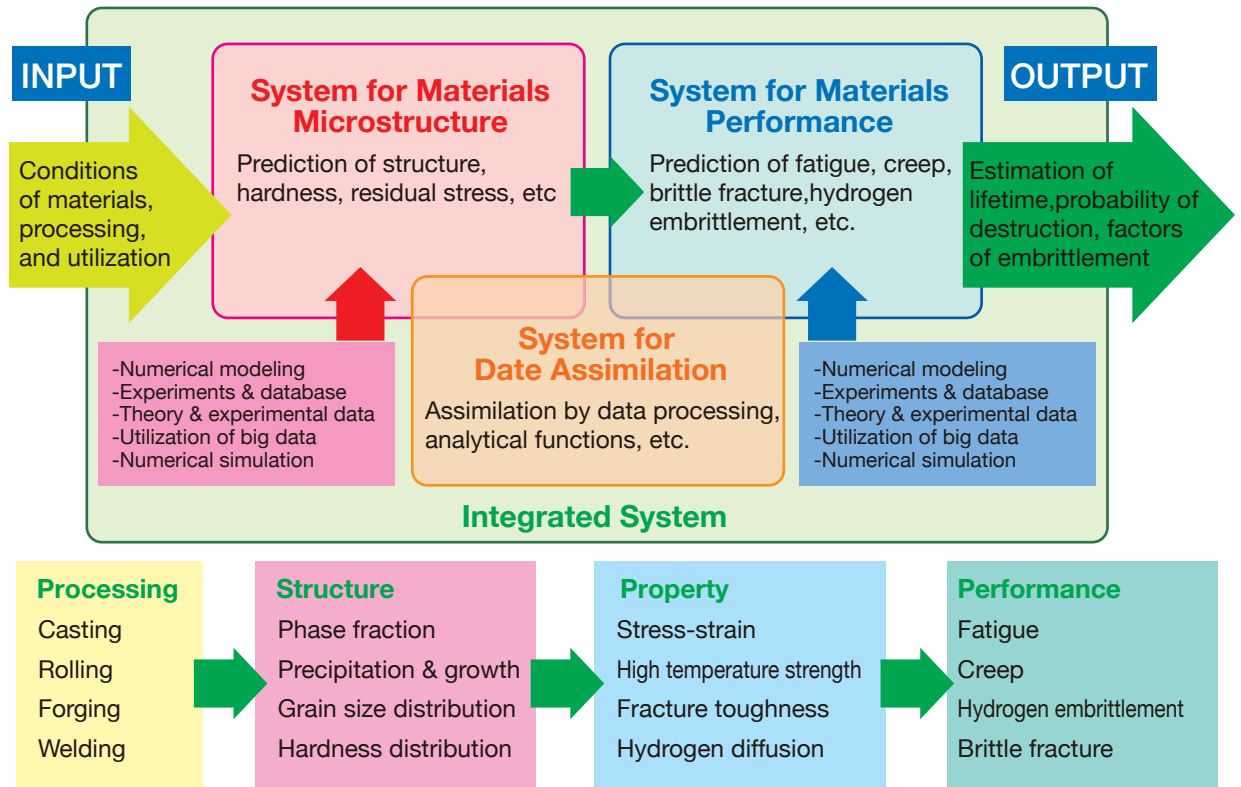 INPUT
Conditions
of materials,
processing,
and utilization
System for Materials
Microstructure
Prediction of structure,
hardness, residual stress, etc
System for Materials
Performance
Prediction of fatigue, creep,
brittle fracture,hydrogen
embrittlement, etc.
OUTPUT
Estimation of
lifetime,probability of
destruction, factors
of embrittlement
-Numerical modeling
-Experiments & database
-Theory & experimental data
-Utilization of big data
-Numerical simulation
System for
Date Assimilation
Assimilation by data processing,
analytical functions, etc.
-Numerical modeling
-Experiments & database
-Theory & experimental data
-Utilization of big data
-Numerical simulation
Integrated System
Processing
Casting
Rolling
Forging
Welding
Structure
Phase fraction
Precipitation & growth
Grain size distribution
Hardness distribution
Property
Stress-strain
High temperature strength
Fracture toughness
Hydrogen diffusion
Performance
Fatigue
Creep
Hydrogen embrittlement
Brittle fracture